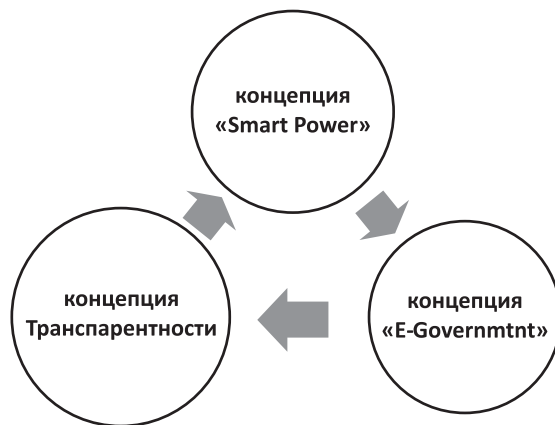 концепция
«Smart Power»
концепция
Транспарентности
концепция
«E-Governmtnt»